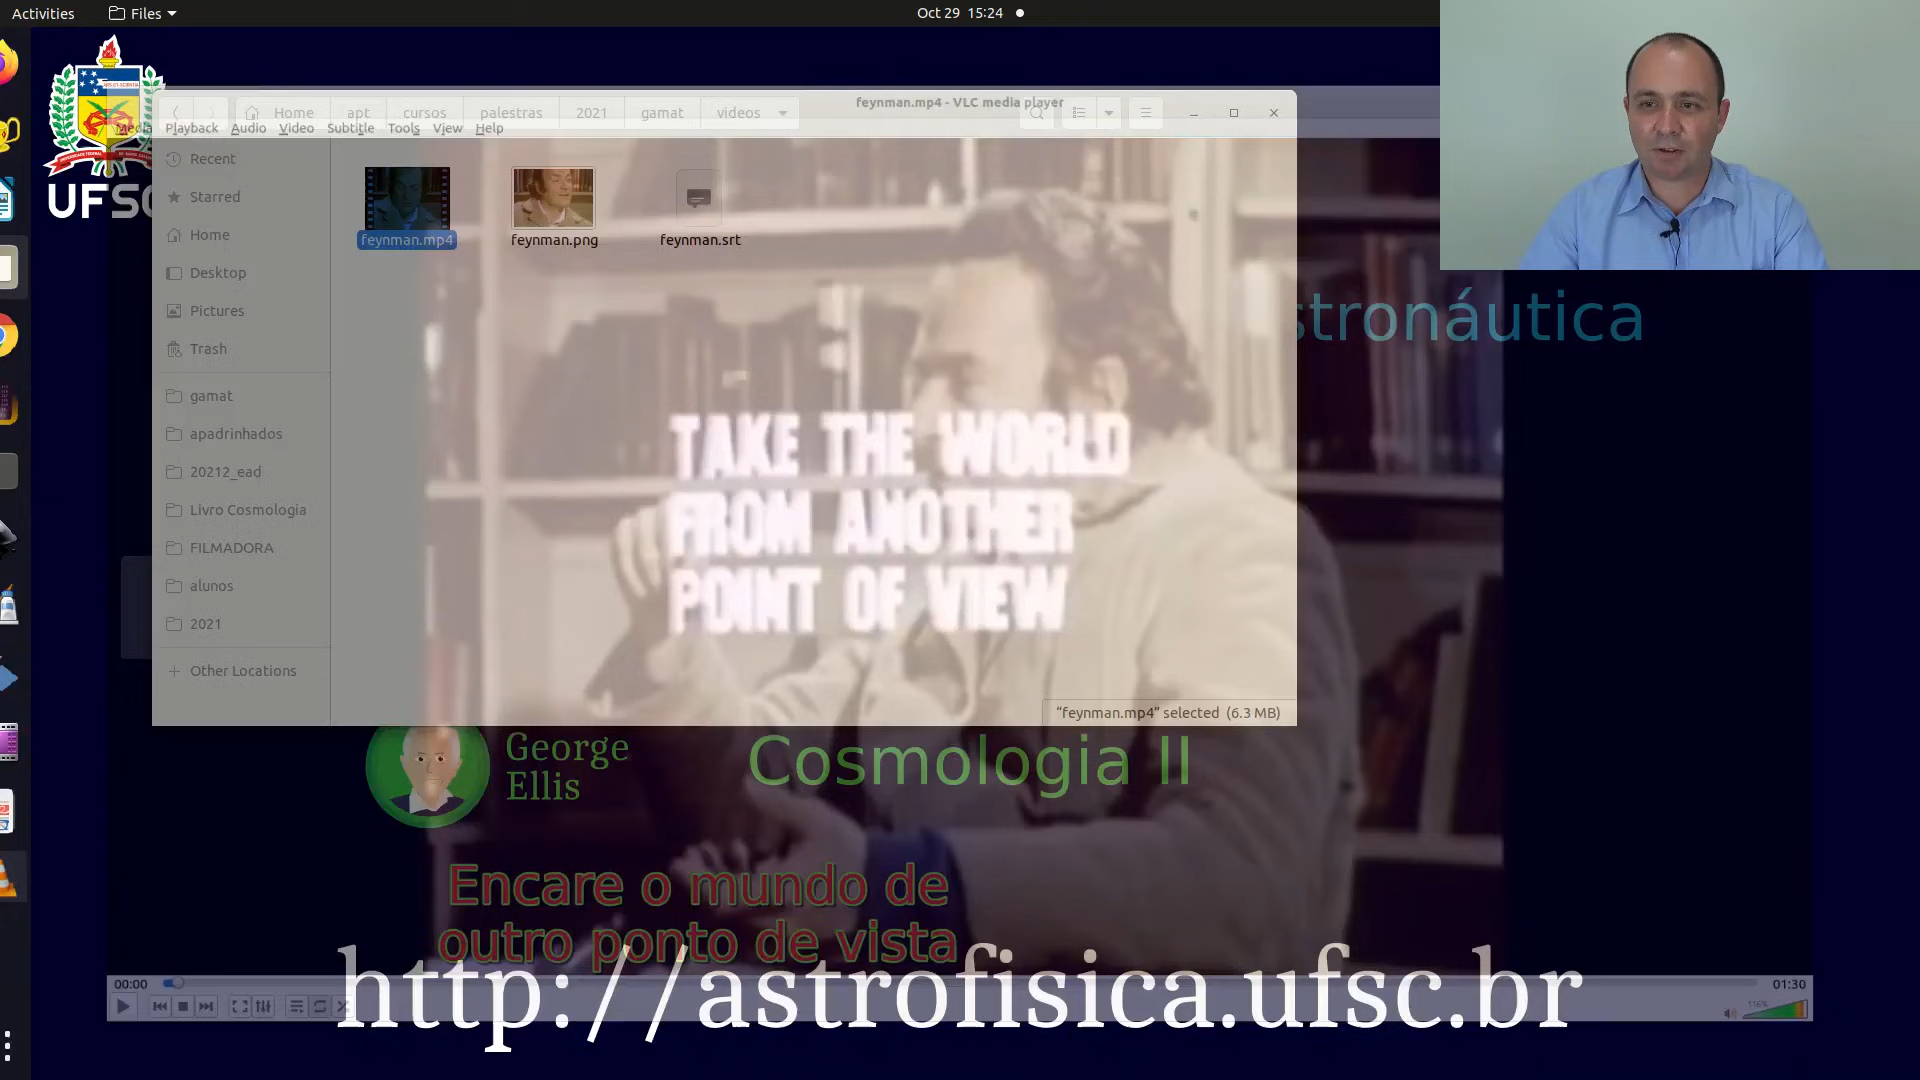 Activities
Files
Oct 29 15:24
UFSC
feynman.mp4 - VLC media player
Home
apt
cursos
palestras
2021
gamat
videos
Media
Playback
Audio
Video
Subtitle
Tools
View
Help
Recent
Starred
Home
Desktop
Pictures
Trash
gamat
apadrinhados
20212_ead
Livro Cosmologia
FILMADORA
alunos
2021
Other Locations
feynman.mp4
feynman.png
feynman.srt
TAKE THE WORLD
FROM ANOTHER
POINT OF VIEW
"feynman.mp4" selected (6.3 MB)
stronáutica
George
Ellis
Cosmologia II
Encare o mundo de
outro ponto de vista
http://astrofisica.ufsc.br
00:00
01:30
116%